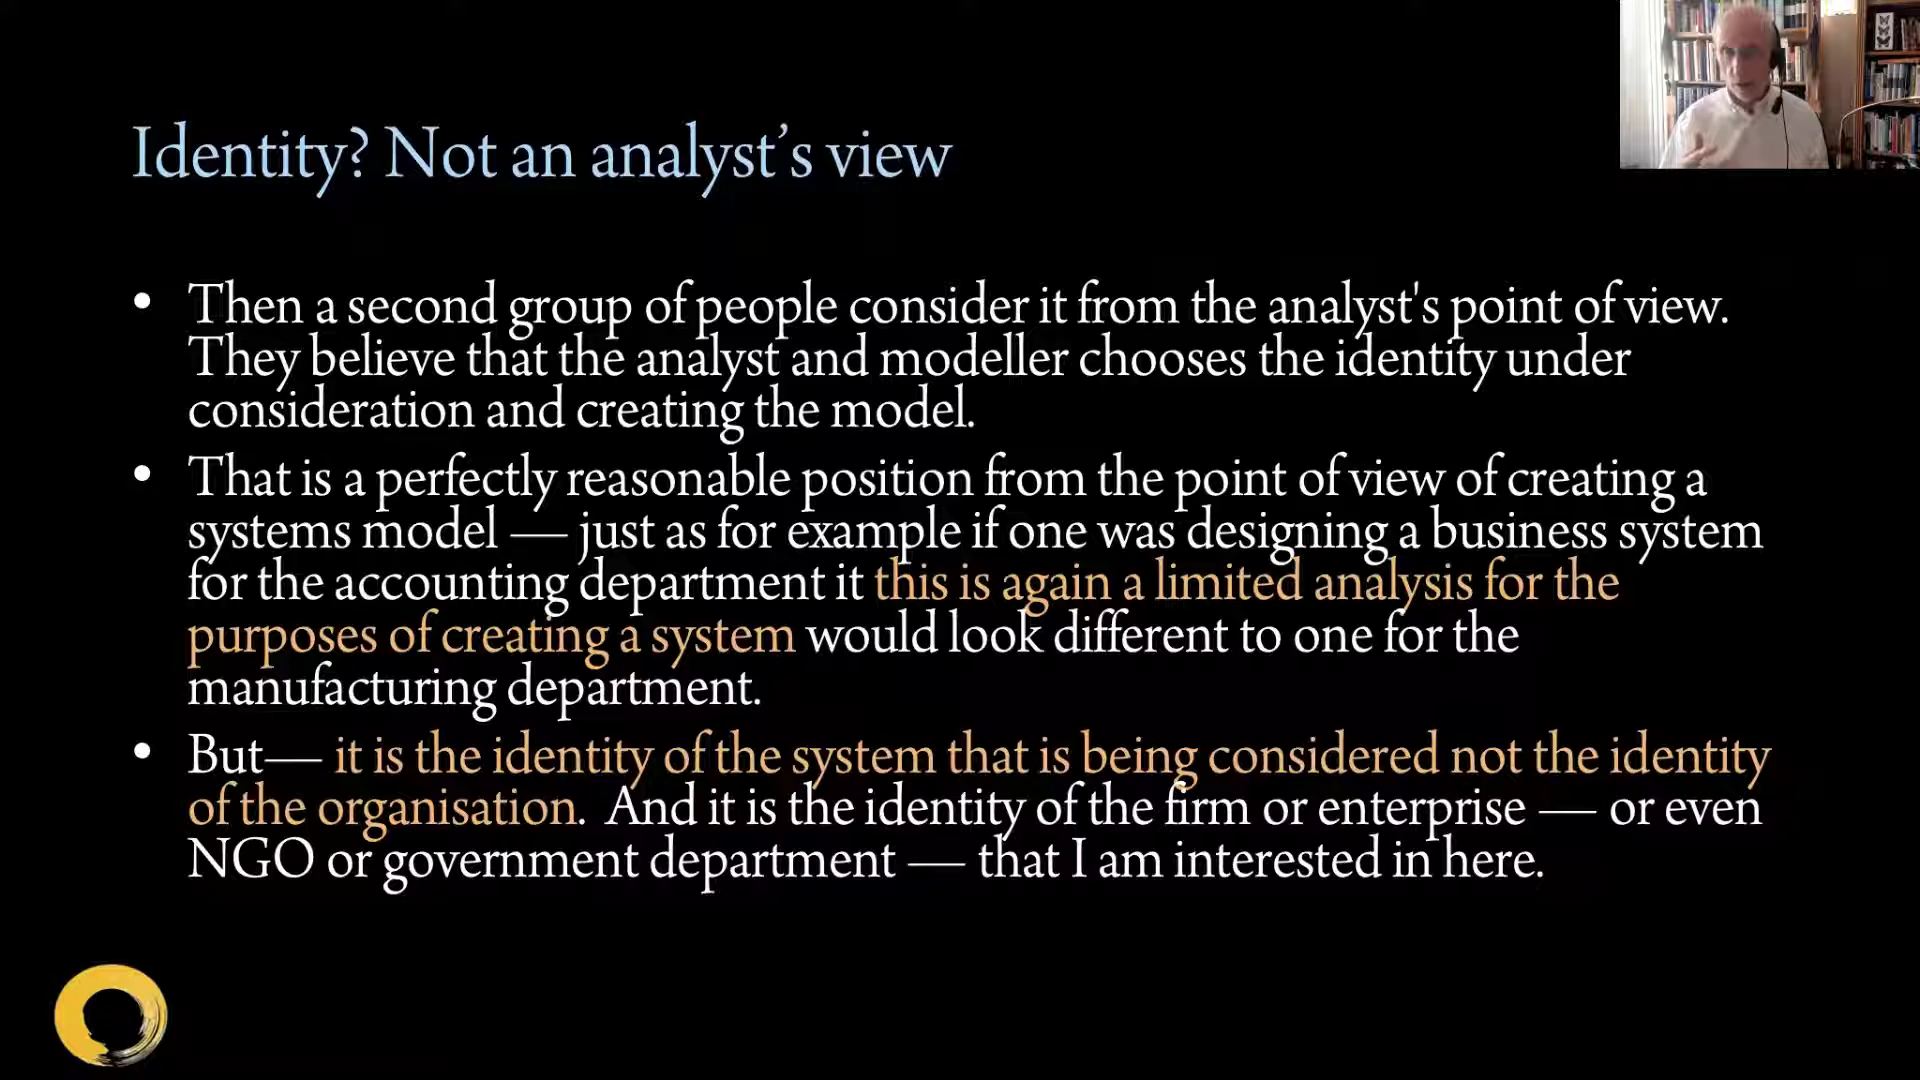 Identity? Not an analyst’s view
• Then a second group of people consider it from the analyst's point of view.
They believe that the analyst and modeller chooses the identity under
consideration and creating the model.
• That is a perfectly reasonable position from the point of view of creating a
systems model — just as for example if one was designing a business system
for the accounting department it this is again a limited analysis for the
purposes of creating a system would look different to one for the
manufacturing department.
• But— it is the identity of the system that is being considered not the identity
of the organisation. And it is the identity of the firm or enterprise — or even
NGO or government department — that I am interested in here.